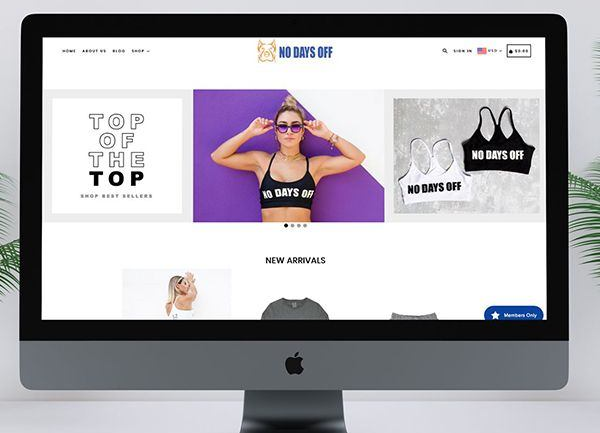 HOME ABOUT US BLOG SHOP
NO DAYS OFF
SIGN IN USD $0.00
TOP
OF
THE
TOP
SHOP BEST SELLERS
NO DAYS OFF
NO DAYS OFF
NO DAYS OFF
NEW ARRIVALS
Members Only